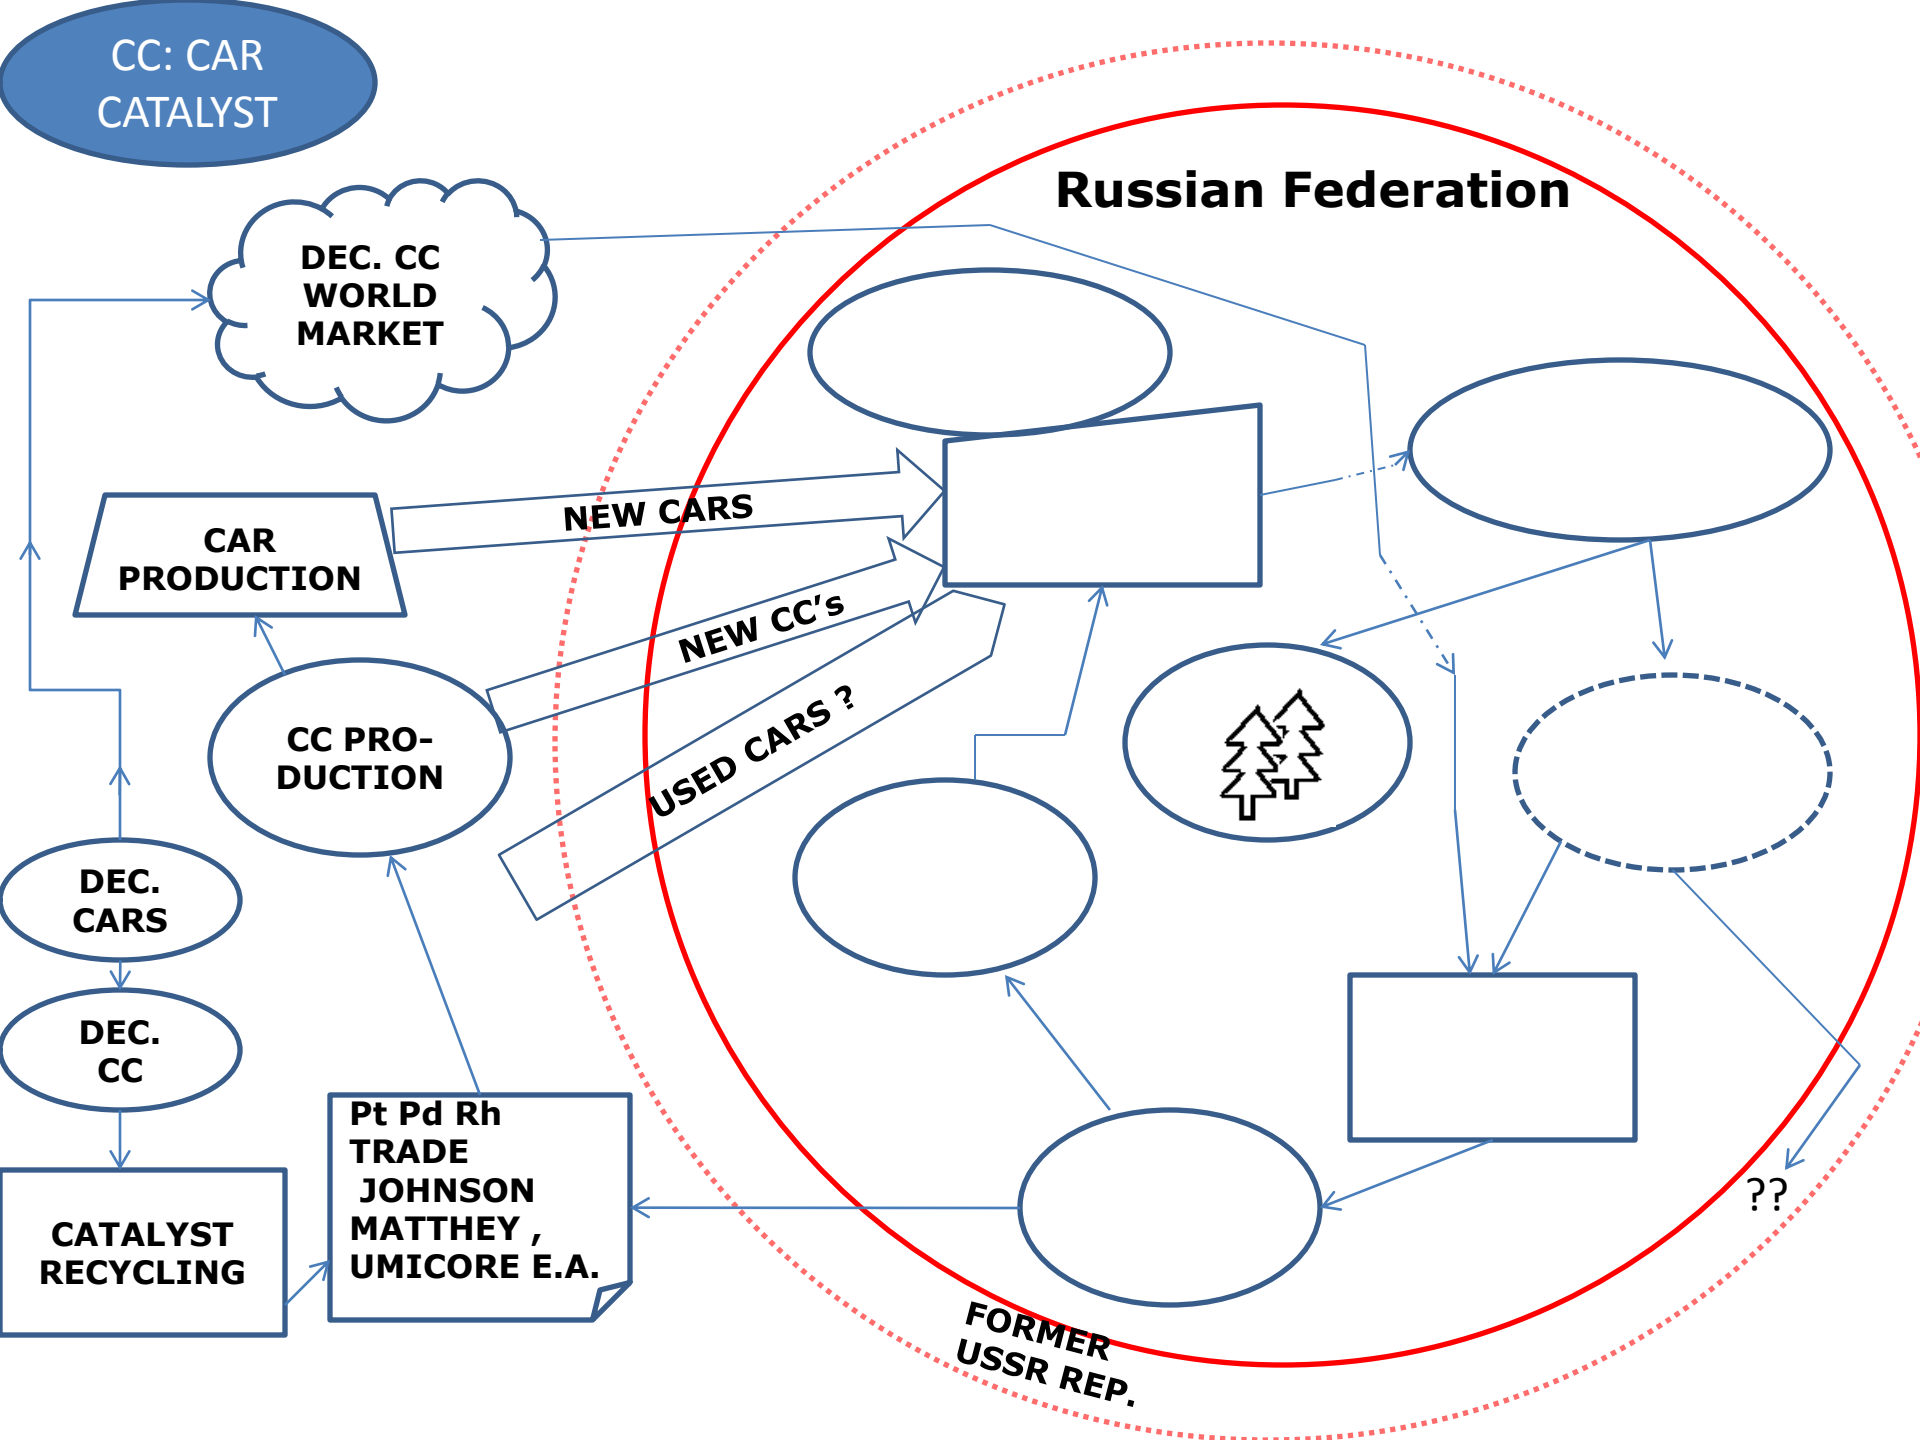 CC: CAR
CATALYST
Russian Federation
DEC. CC
WORLD
MARKET
NEW CARS
CAR
PRODUCTION
NEW CC’s
USED CARS ?
CC PRO-
DUCTION
DEC.
CARS
DEC.
CC
Pt Pd Rh
TRADE
JOHNSON
MATTHEY ,
UMICORE E.A.
CATALYST
RECYCLING
??
FORMER
USSR REP.